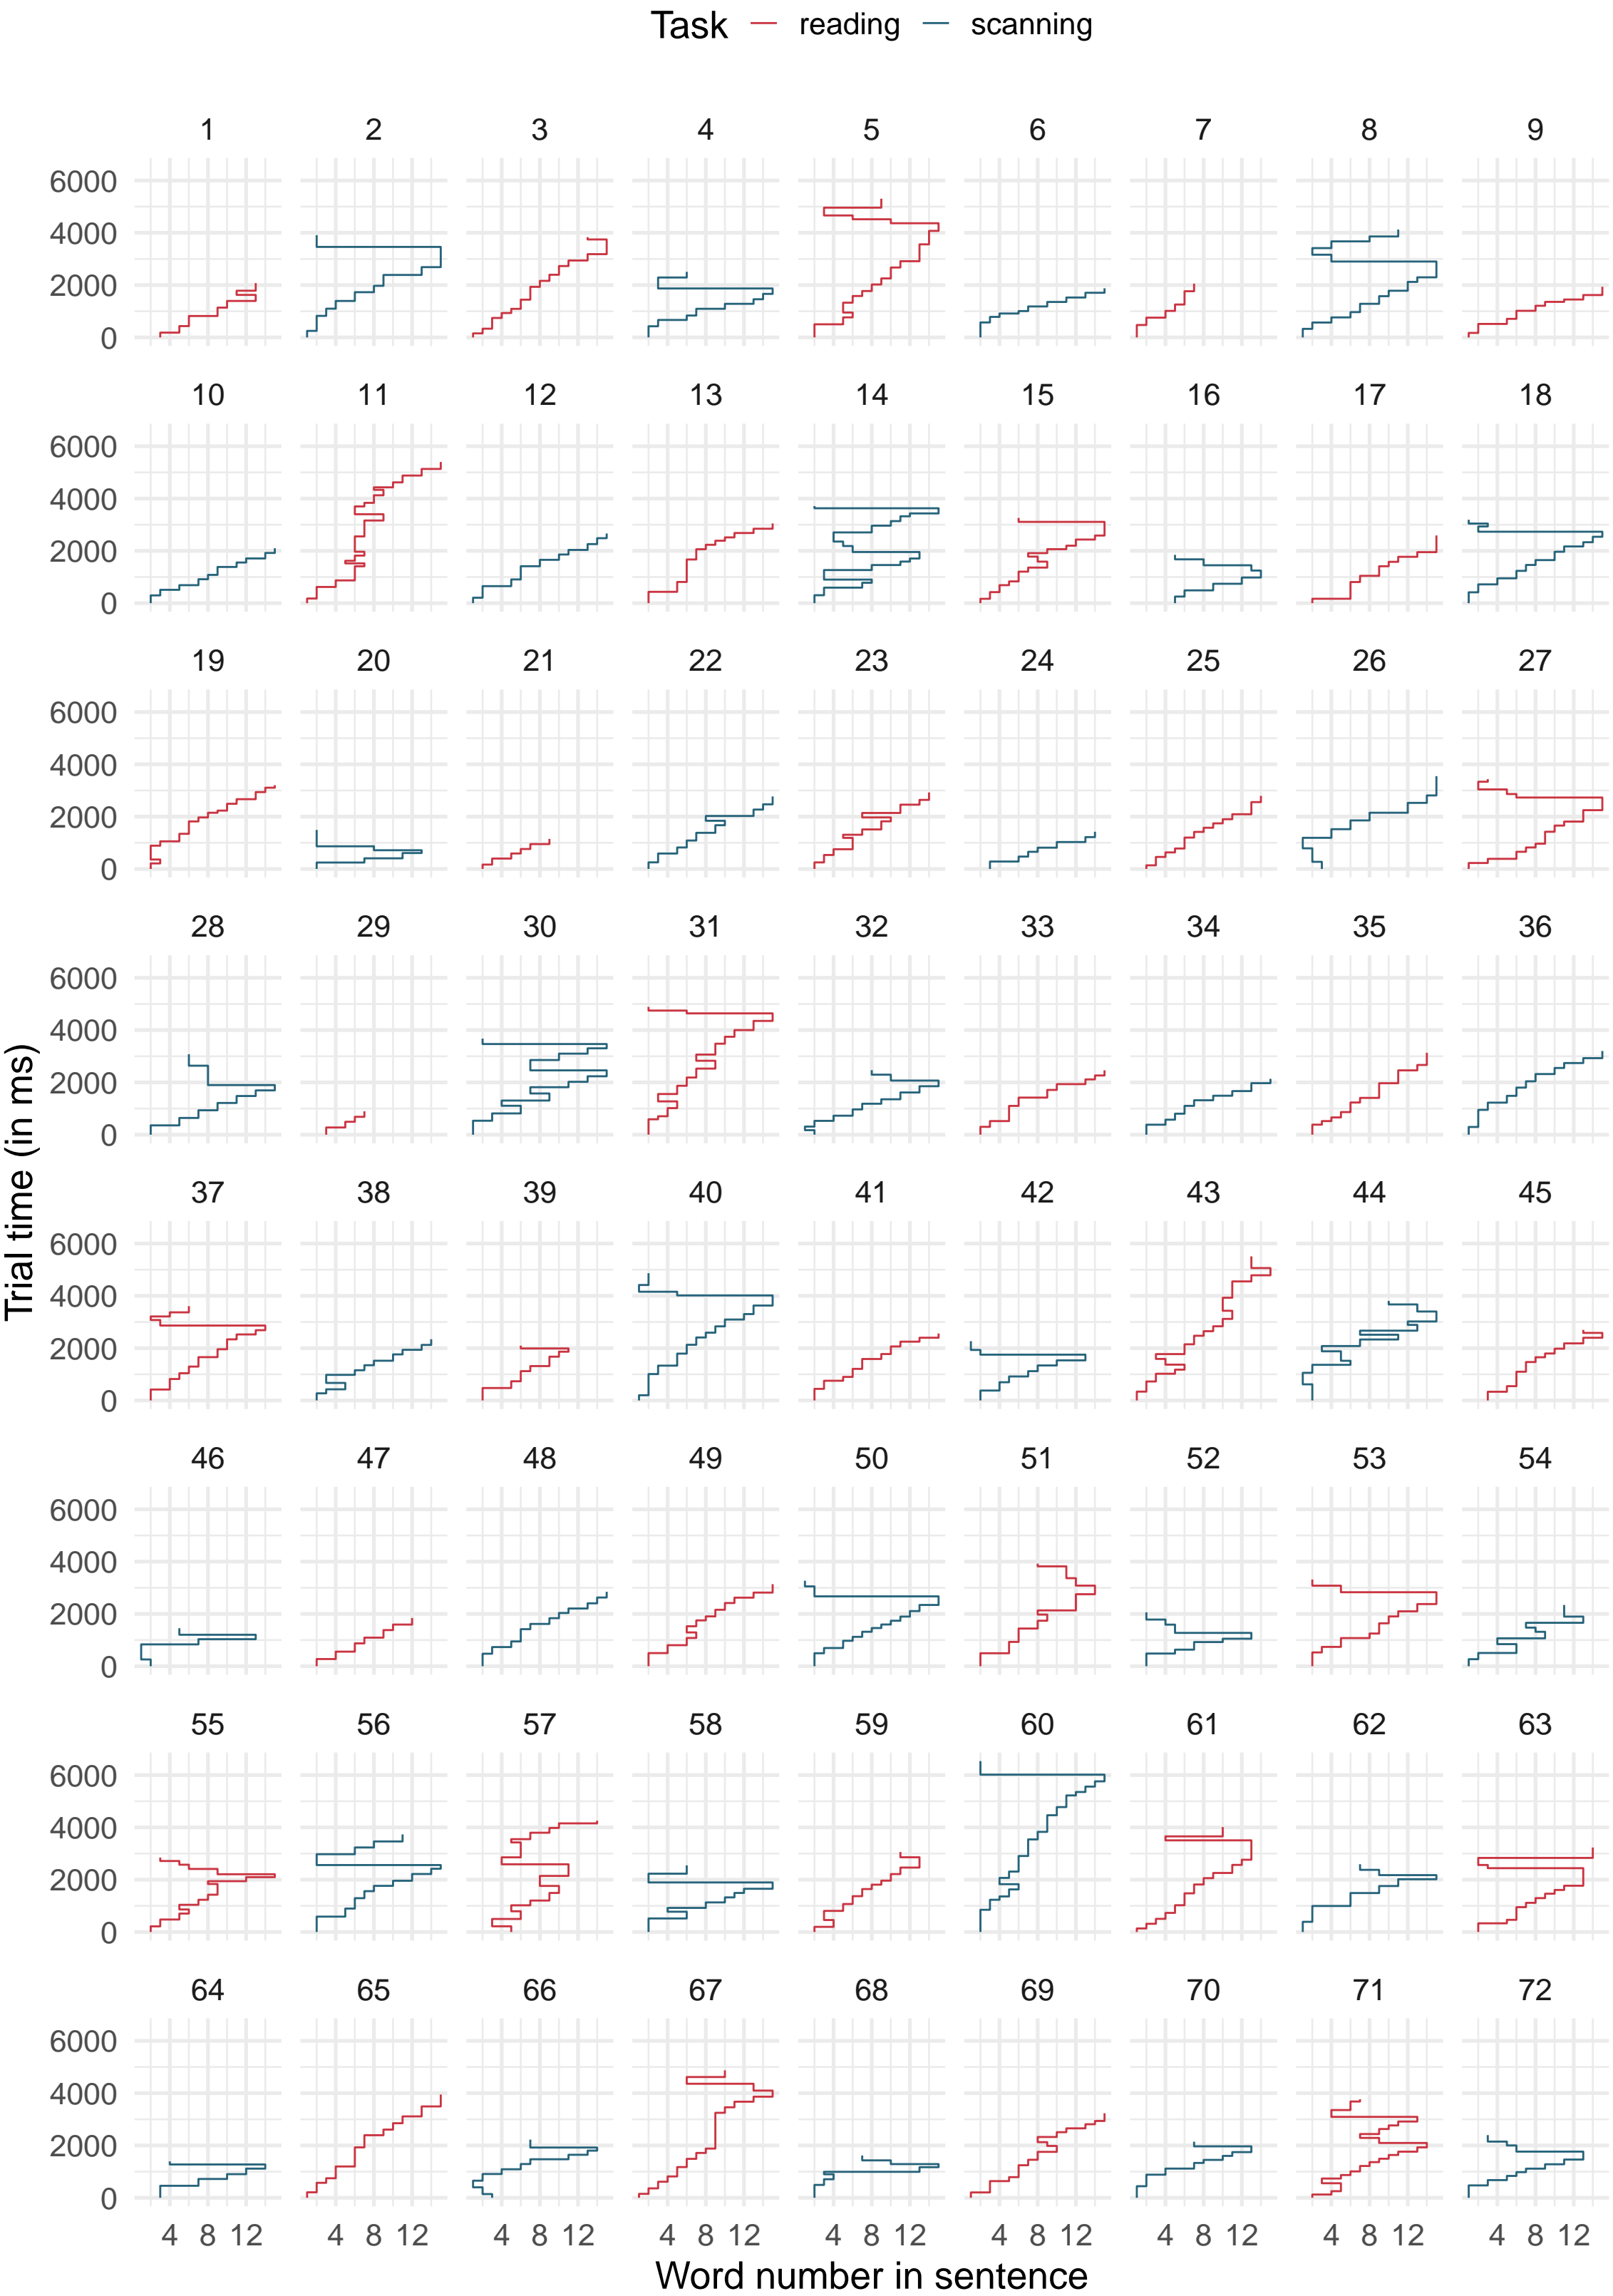 Task reading scanning
1 2 3 4 5 6 7 8 9
6000
4000
2000
0
10 11 12 13 14 15 16 17 18
6000
4000
2000
0
19 20 21 22 23 24 25 26 27
6000
4000
2000
0
28 29 30 31 32 33 34 35 36
6000
4000
2000
0
37 38 39 40 41 42 43 44 45
6000
4000
2000
0
46 47 48 49 50 51 52 53 54
6000
4000
2000
0
55 56 57 58 59 60 61 62 63
6000
4000
2000
0
64 65 66 67 68 69 70 71 72
6000
4000
2000
0
4 8 12 4 8 12 4 8 12 4 8 12 4 8 12 4 8 12 4 8 12 4 8 12 4 8 12
Word number in sentence
Trial time (in ms)